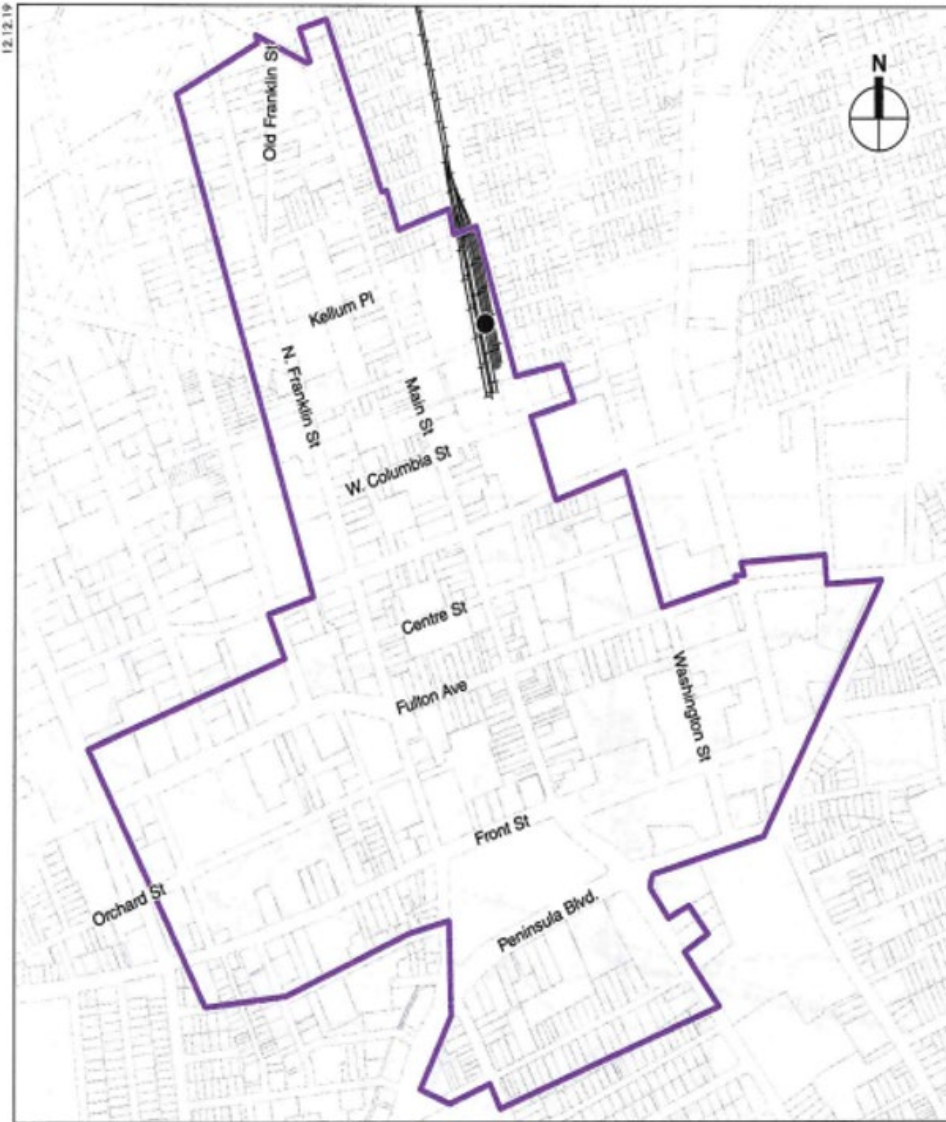 12.12.19
N
Old Franklin St
Kellum Pl
N. Franklin St
Main St
W. Columbia St
Centre St
Fulton Ave
Washington St
Front St
Orchard St
Peninsula Blvd.